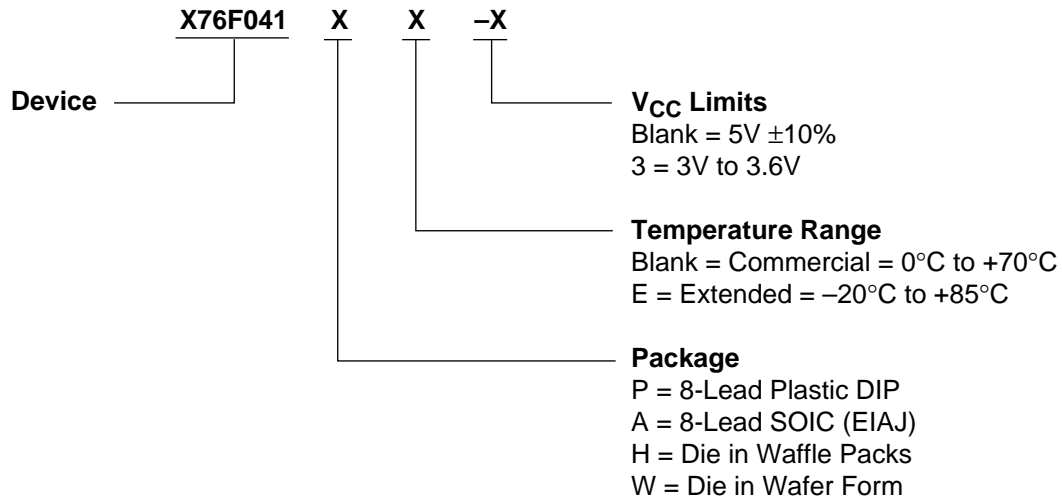 X76F041 X X –X
Device
VCC Limits
Blank = 5V ±10%
3 = 3V to 3.6V
Temperature Range
Blank = Commercial = 0°C to +70°C
E = Extended = –20°C to +85°C
Package
P = 8-Lead Plastic DIP
A = 8-Lead SOIC (EIAJ)
H = Die in Waffle Packs
W = Die in Wafer Form